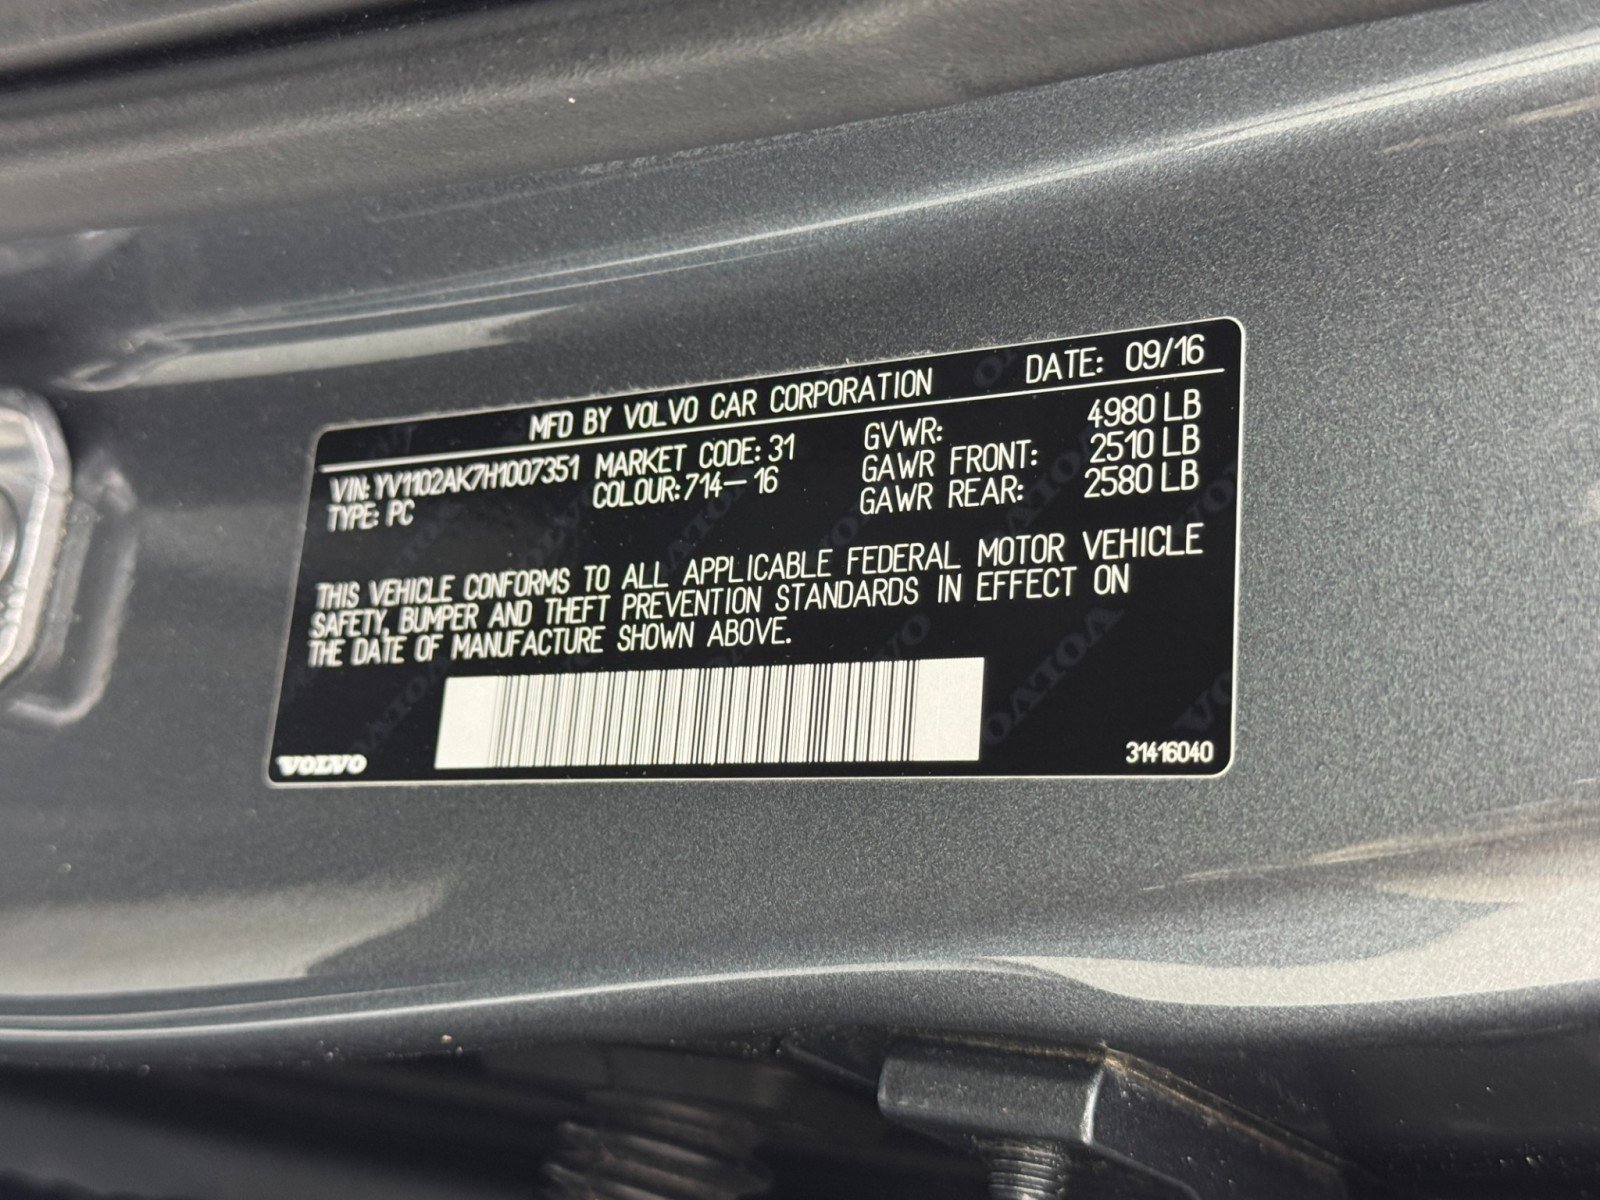 MFD BY VOLVO CAR CORPORATION DATE: 09/16
VIN: YV1102AK7H1007351 MARKET CODE: 31 GVWR: 4980 LB
TYPE: PC COLOUR: 714-16 GAWR FRONT: 2510 LB
GAWR REAR: 2580 LB
THIS VEHICLE CONFORMS TO ALL APPLICABLE FEDERAL MOTOR VEHICLE
SAFETY, BUMPER AND THEFT PREVENTION STANDARDS IN EFFECT ON
THE DATE OF MANUFACTURE SHOWN ABOVE.
VOLVO 31416040